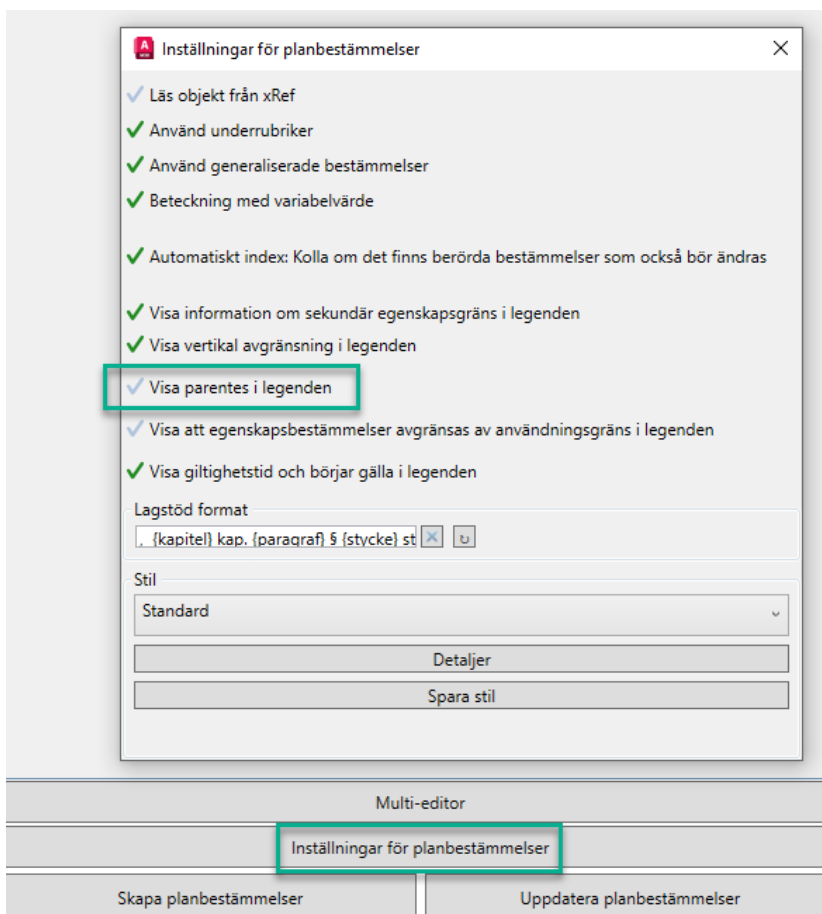 Inställningar för planbestämmelser
Läs objekt från xRef
Använd underrubriker
Använd generaliserade bestämmelser
Beteckning med variabelvärde
Automatiskt index: Kolla om det finns berörda bestämmelser som också bör ändras
Visa information om sekundär egenskapsgräns i legenden
Visa vertikal avgränsning i legenden
Visa parentes i legenden
Visa att egenskapsbestämmelser avgränsas av användningsgräns i legenden
Visa giltighetstid och börjar gälla i legenden
Lagstöd format
, {kapitel} kap. {paragraf} § {stycke} st
Stil
Standard
Detaljer
Spara stil
Multi-editor
Inställningar för planbestämmelser
Skapa planbestämmelser
Uppdatera planbestämmelser